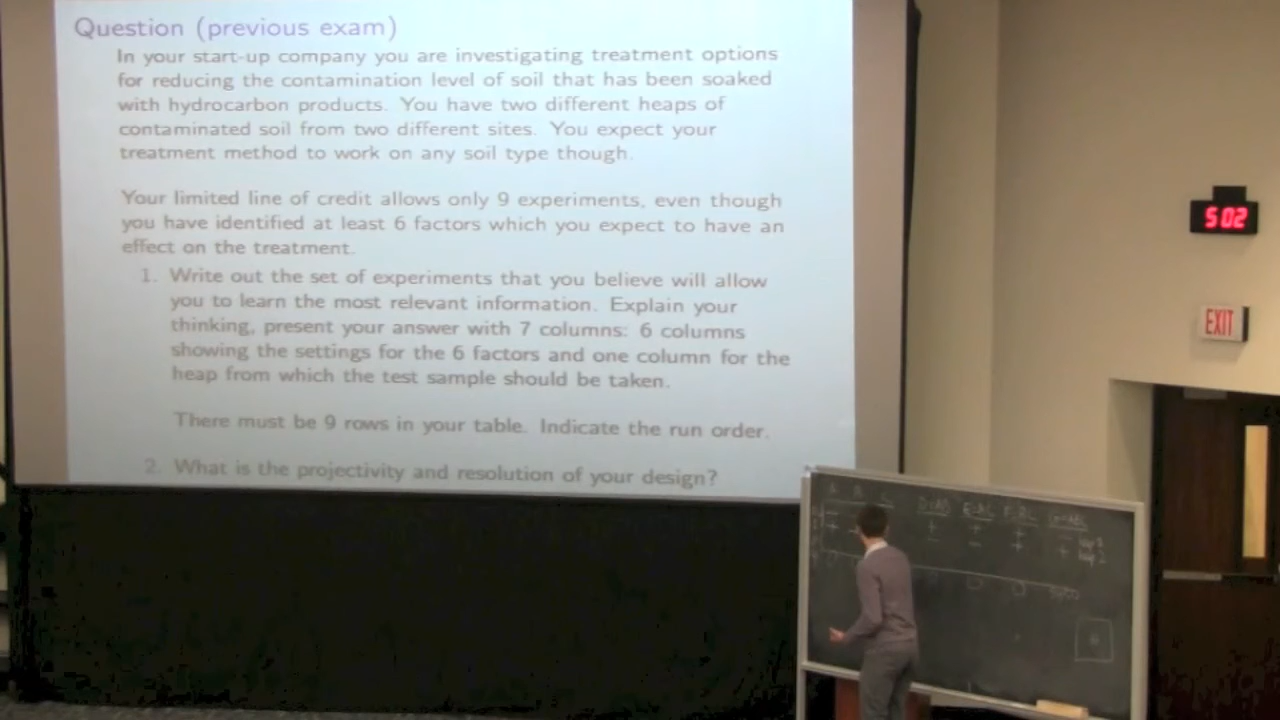 Question (previous exam)
In your start-up company you are investigating treatment options
for reducing the contamination level of soil that has been soaked
with hydrocarbon products. You have two different heaps of
contaminated soil from two different sites. You expect your
treatment method to work on any soil type though.
Your limited line of credit allows only 9 experiments, even though
you have identified at least 6 factors which you expect to have an
effect on the treatment.
1. Write out the set of experiments that you believe will allow
you to learn the most relevant information. Explain your
thinking, present your answer with 7 columns: 6 columns
showing the settings for the 6 factors and one column for the
heap from which the test sample should be taken.
There must be 9 rows in your table. Indicate the run order.
2. What is the projectivity and resolution of your design?
5 02
EXIT